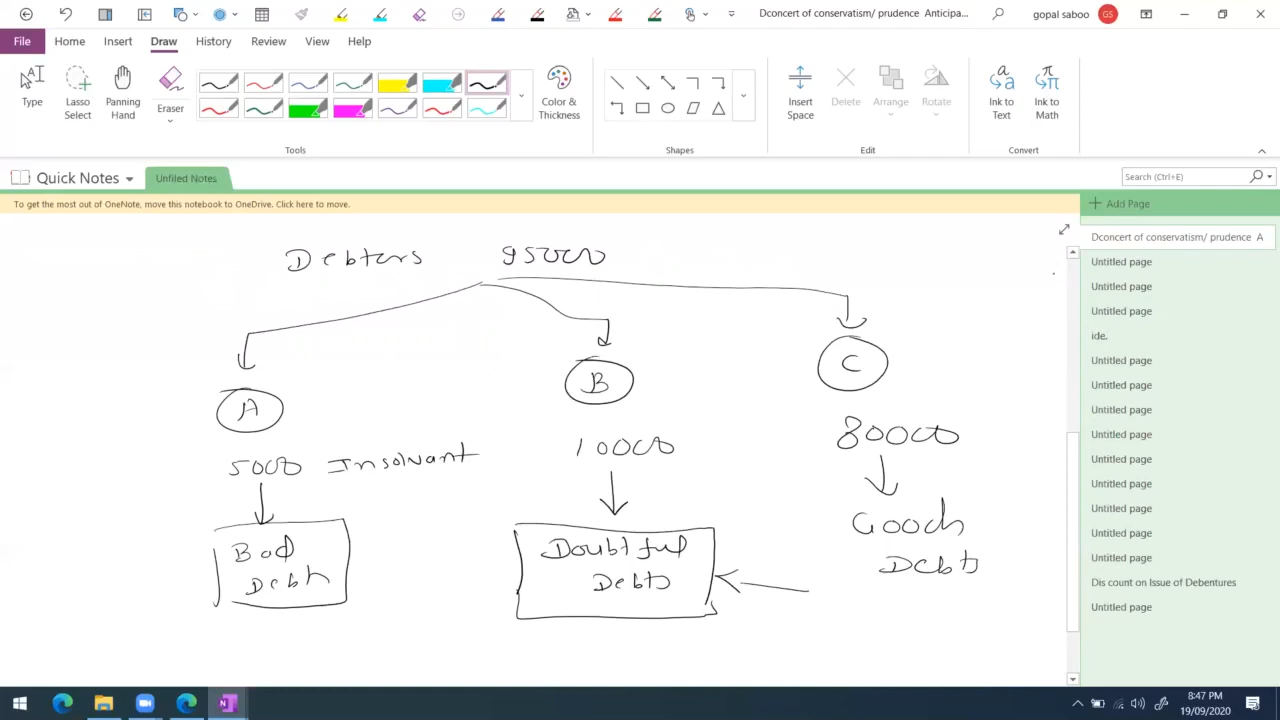 Dconcert of conservatism/ prudence Anticipa...
gopal saboo
GS
File
Home
Insert
Draw
History
Review
View
Help
Type
Lasso Select
Panning Hand
Eraser
Color & Thickness
Insert Space
Delete
Arrange
Rotate
Ink to Text
Ink to Math
Tools
Shapes
Edit
Convert
Quick Notes
Unfiled Notes
Search (Ctrl+E)
To get the most out of OneNote, move this notebook to OneDrive. Click here to move.
Add Page
Dconcert of conservatism/ prudence A
Untitled page
Untitled page
Untitled page
ide.
Untitled page
Untitled page
Untitled page
Untitled page
Untitled page
Untitled page
Untitled page
Untitled page
Untitled page
Dis count on Issue of Debentures
Untitled page
Debters 95000
A
B
C
5000 Insolvant
10000
80000
Bad
Debt
Doubtful
Debts
Goods
Debts
8:47 PM
19/09/2020